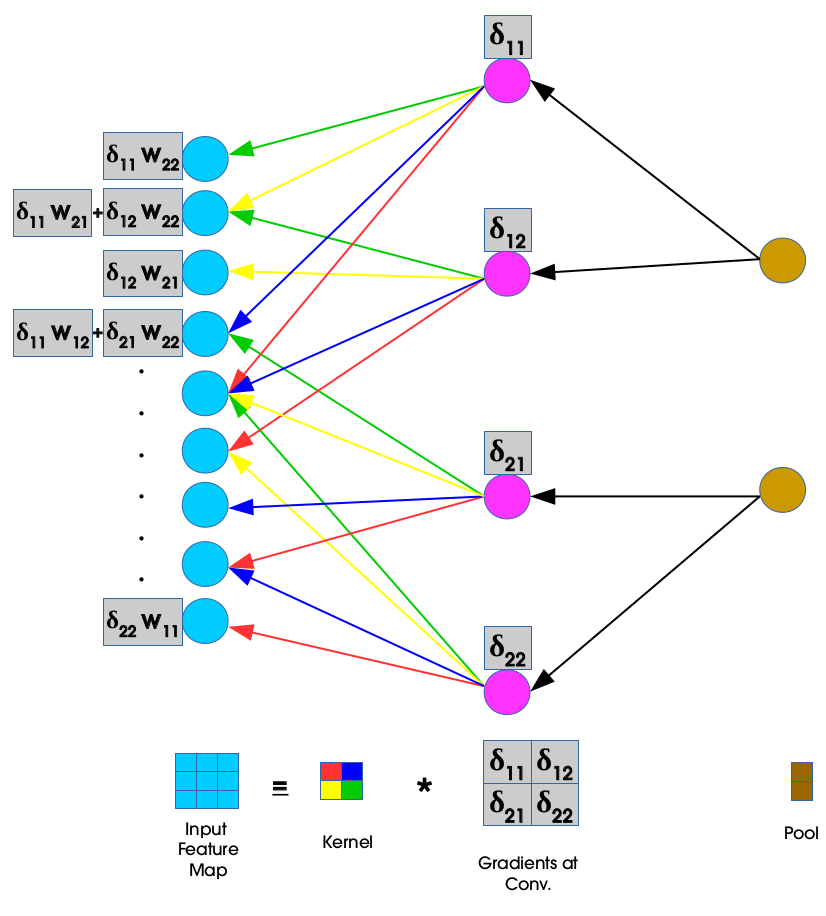 δ11
δ11 w22
δ11 w21 + δ12 w22
δ12
δ12 w21
δ11 w12 + δ21 w22
δ21
δ22 w11
δ22
δ11 δ12
≡ *
δ21 δ22
Input
Feature
Map
Kernel
Pool
Gradients at
Conv.